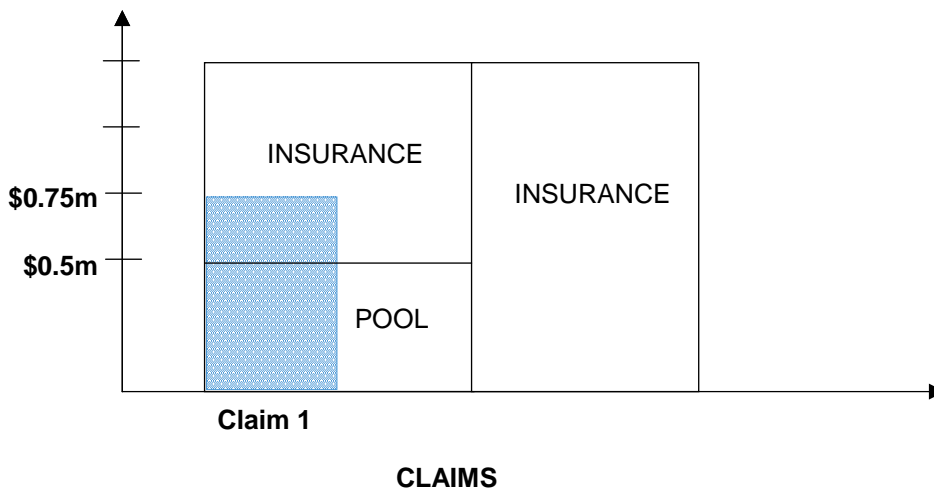 INSURANCE
INSURANCE
$0.75m
$0.5m
POOL
Claim 1
CLAIMS